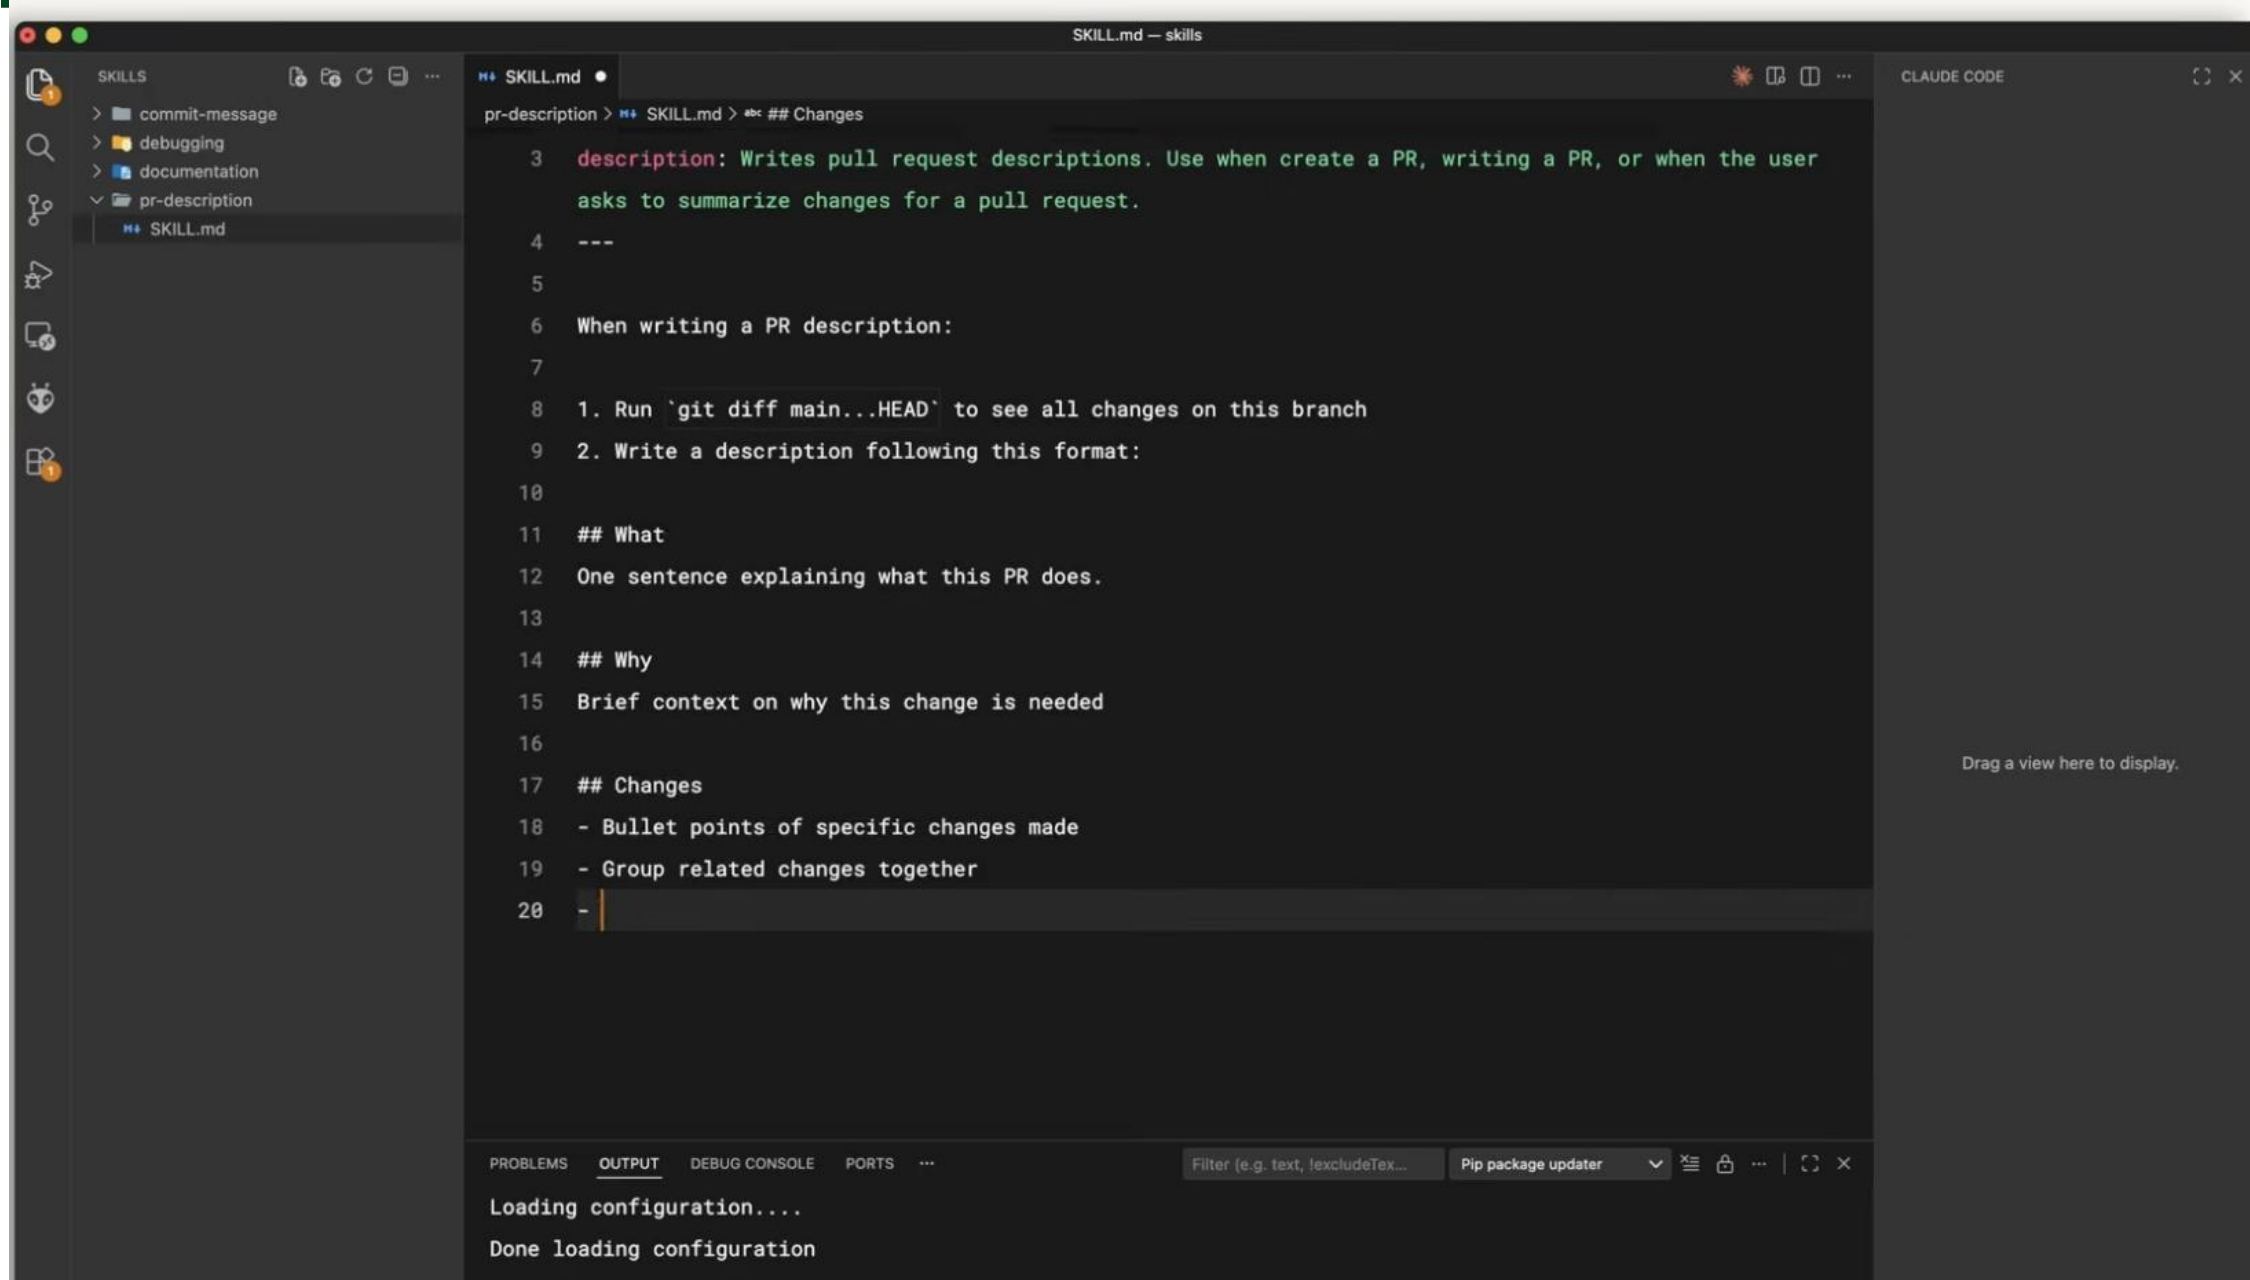 SKILL.md — skills
SKILLS
commit-message
debugging
documentation
pr-description
SKILL.md
SKILL.md
pr-description > SKILL.md > abc ## Changes
3 description: Writes pull request descriptions. Use when create a PR, writing a PR, or when the user
asks to summarize changes for a pull request.
4 ---
5
6 When writing a PR description:
7
8 1. Run `git diff main...HEAD` to see all changes on this branch
9 2. Write a description following this format:
10
11 ## What
12 One sentence explaining what this PR does.
13
14 ## Why
15 Brief context on why this change is needed
16
17 ## Changes
18 - Bullet points of specific changes made
19 - Group related changes together
20 -
CLAUDE CODE
Drag a view here to display.
PROBLEMS OUTPUT DEBUG CONSOLE PORTS ...
Filter (e.g. text, !excludeTex... Pip package updater
Loading configuration....
Done loading configuration
1
1